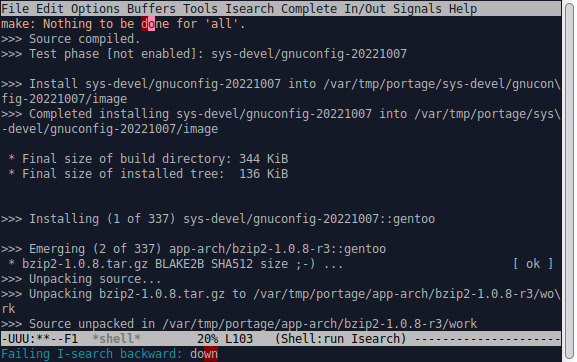 File Edit Options Buffers Tools Isearch Complete In/Out Signals Help
make: Nothing to be done for 'all'.
>>> Source compiled.
>>> Test phase [not enabled]: sys-devel/gnuconfig-20221007
>>> Install sys-devel/gnuconfig-20221007 into /var/tmp/portage/sys-devel/gnucon\
fig-20221007/image
>>> Completed installing sys-devel/gnuconfig-20221007 into /var/tmp/portage/sys\
-devel/gnuconfig-20221007/image
* Final size of build directory: 344 KiB
* Final size of installed tree:  136 KiB
>>> Installing (1 of 337) sys-devel/gnuconfig-20221007::gentoo
>>> Emerging (2 of 337) app-arch/bzip2-1.0.8-r3::gentoo
* bzip2-1.0.8.tar.gz BLAKE2B SHA512 size ;-) ... [ ok ]
>>> Unpacking source...
>>> Unpacking bzip2-1.0.8.tar.gz to /var/tmp/portage/app-arch/bzip2-1.0.8-r3/wo\
rk
>>> Source unpacked in /var/tmp/portage/app-arch/bzip2-1.0.8-r3/work
-UUU:**--F1  *shell*        20% L103   (Shell:run Isearch) --------------------
Failing I-search backward: down